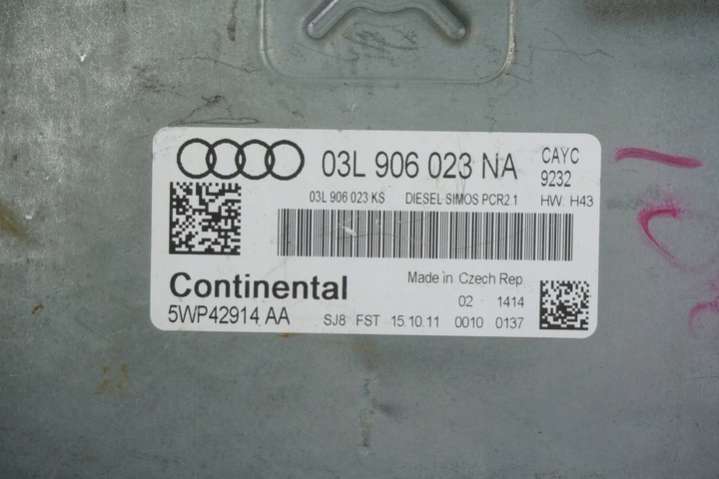 03L 906 023 NA CAYC
9232
03L 906 023 KS DIESEL SIMOS PCR2.1 HW: H43
Continental Made in Czech Rep
02 1414
5WP42914 AA SJ8 FST 15.10.11 0010 0137